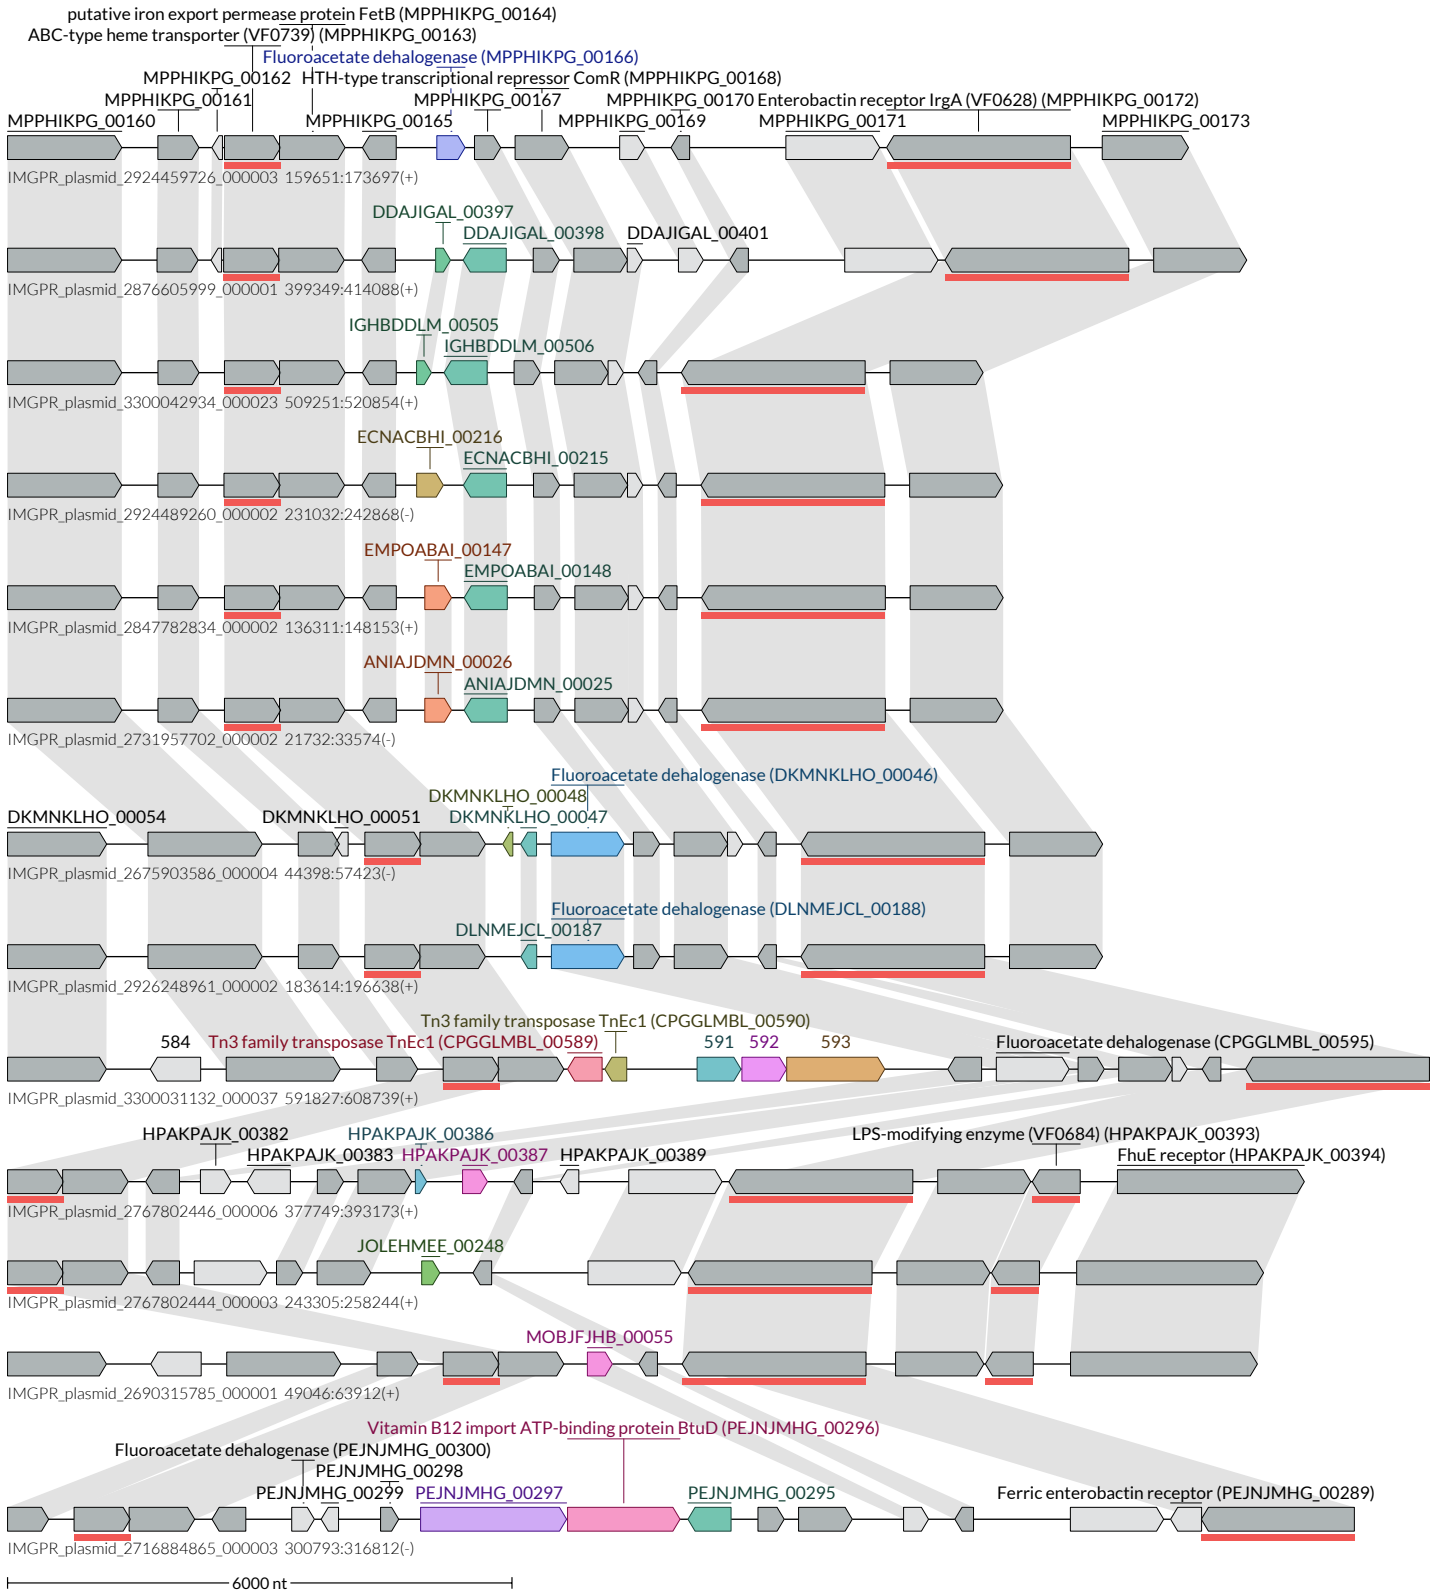 putative iron export permease protein FetB (MPPHIKPG_00164)
ABC-type heme transporter (VF0739) (MPPHIKPG_00163)
Fluoroacetate dehalogenase (MPPHIKPG_00166)
MPPHIKPG_00162 HTH-type transcriptional repressor ComR (MPPHIKPG_00168)
MPPHIKPG_00161 MPPHIKPG_00167 MPPHIKPG_00170 Enterobactin receptor IrgA (VF0628) (MPPHIKPG_00172)
MPPHIKPG_00160 MPPHIKPG_00165 MPPHIKPG_00169 MPPHIKPG_00171 MPPHIKPG_00173
IMGPR_plasmid_2924459726_000003 159651:173697(+)
DDAJIGAL_00397
DDAJIGAL_00398 DDAJIGAL_00401
IMGPR_plasmid_2876605999_000001 399349:414088(+)
IGHBDDLM_00505
IGHBDDLM_00506
IMGPR_plasmid_3300042934_000023 509251:520854(+)
ECNACBHI_00216
ECNACBHI_00215
IMGPR_plasmid_2924489260_000002 231032:242868(-)
EMPOABAI_00147
EMPOABAI_00148
IMGPR_plasmid_2847782834_000002 136311:148153(+)
ANIAJDMN_00026
ANIAJDMN_00025
IMGPR_plasmid_2731957702_000002 21732:33574(-)
Fluoroacetate dehalogenase (DKMNKLHO_00046)
DKMNKLHO_00048
DKMNKLHO_00054 DKMNKLHO_00051 DKMNKLHO_00047
IMGPR_plasmid_2675903586_000004 44398:57423(-)
Fluoroacetate dehalogenase (DLNMEJCL_00188)
DLNMEJCL_00187
IMGPR_plasmid_2926248961_000002 183614:196638(+)
Tn3 family transposase TnEc1 (CPGGLMBL_00590)
584 Tn3 family transposase TnEc1 (CPGGLMBL_00589) 591 592 593 Fluoroacetate dehalogenase (CPGGLMBL_00595)
IMGPR_plasmid_3300031132_000037 591827:608739(+)
HPAKPAJK_00382 HPAKPAJK_00386 LPS-modifying enzyme (VF0684) (HPAKPAJK_00393)
HPAKPAJK_00383 HPAKPAJK_00387 HPAKPAJK_00389 FhuE receptor (HPAKPAJK_00394)
IMGPR_plasmid_2767802446_000006 377749:393173(+)
JOLEHMEE_00248
IMGPR_plasmid_2767802444_000003 243305:258244(+)
MOBJFJHB_00055
IMGPR_plasmid_2690315785_000001 49046:63912(+)
Vitamin B12 import ATP-binding protein BtuD (PEJNJMHG_00296)
Fluoroacetate dehalogenase (PEJNJMHG_00300)
PEJNJMHG_00298
PEJNJMHG_00299 PEJNJMHG_00297 PEJNJMHG_00295 Ferric enterobactin receptor (PEJNJMHG_00289)
IMGPR_plasmid_2716884865_000003 300793:316812(-)
6000 nt